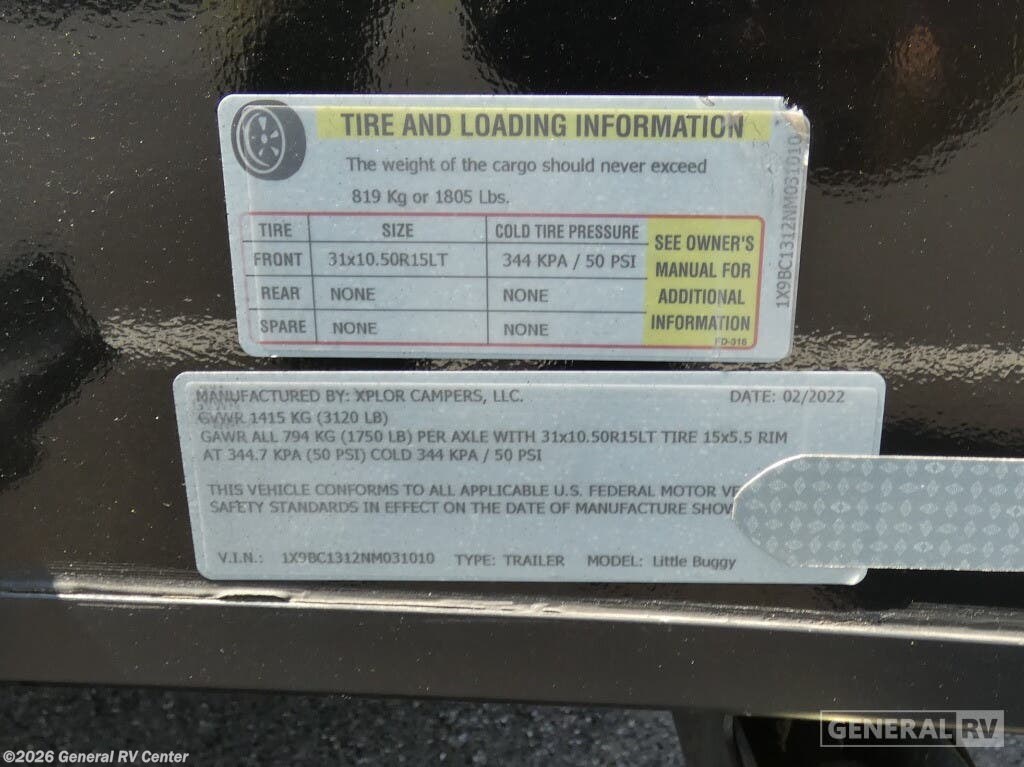 TIRE AND LOADING INFORMATION
The weight of the cargo should never exceed
819 Kg or 1805 Lbs.
TIRE SIZE COLD TIRE PRESSURE
FRONT 31x10.50R15LT 344 KPA / 50 PSI
REAR NONE NONE
SPARE NONE NONE
SEE OWNER'S
MANUAL FOR
ADDITIONAL
INFORMATION
FD-316
1X9BC1312NM031010
MANUFACTURED BY: XPLOR CAMPERS, LLC. DATE: 02/2022
GVWR 1415 KG (3120 LB)
GAWR ALL 794 KG (1750 LB) PER AXLE WITH 31x10.50R15LT TIRE 15x5.5 RIM
AT 344.7 KPA (50 PSI) COLD 344 KPA / 50 PSI
THIS VEHICLE CONFORMS TO ALL APPLICABLE U.S. FEDERAL MOTOR VE
SAFETY STANDARDS IN EFFECT ON THE DATE OF MANUFACTURE SHOW
V.I.N.: 1X9BC1312NM031010 TYPE: TRAILER MODEL: Little Buggy
GENERAL RV
©2026 General RV Center